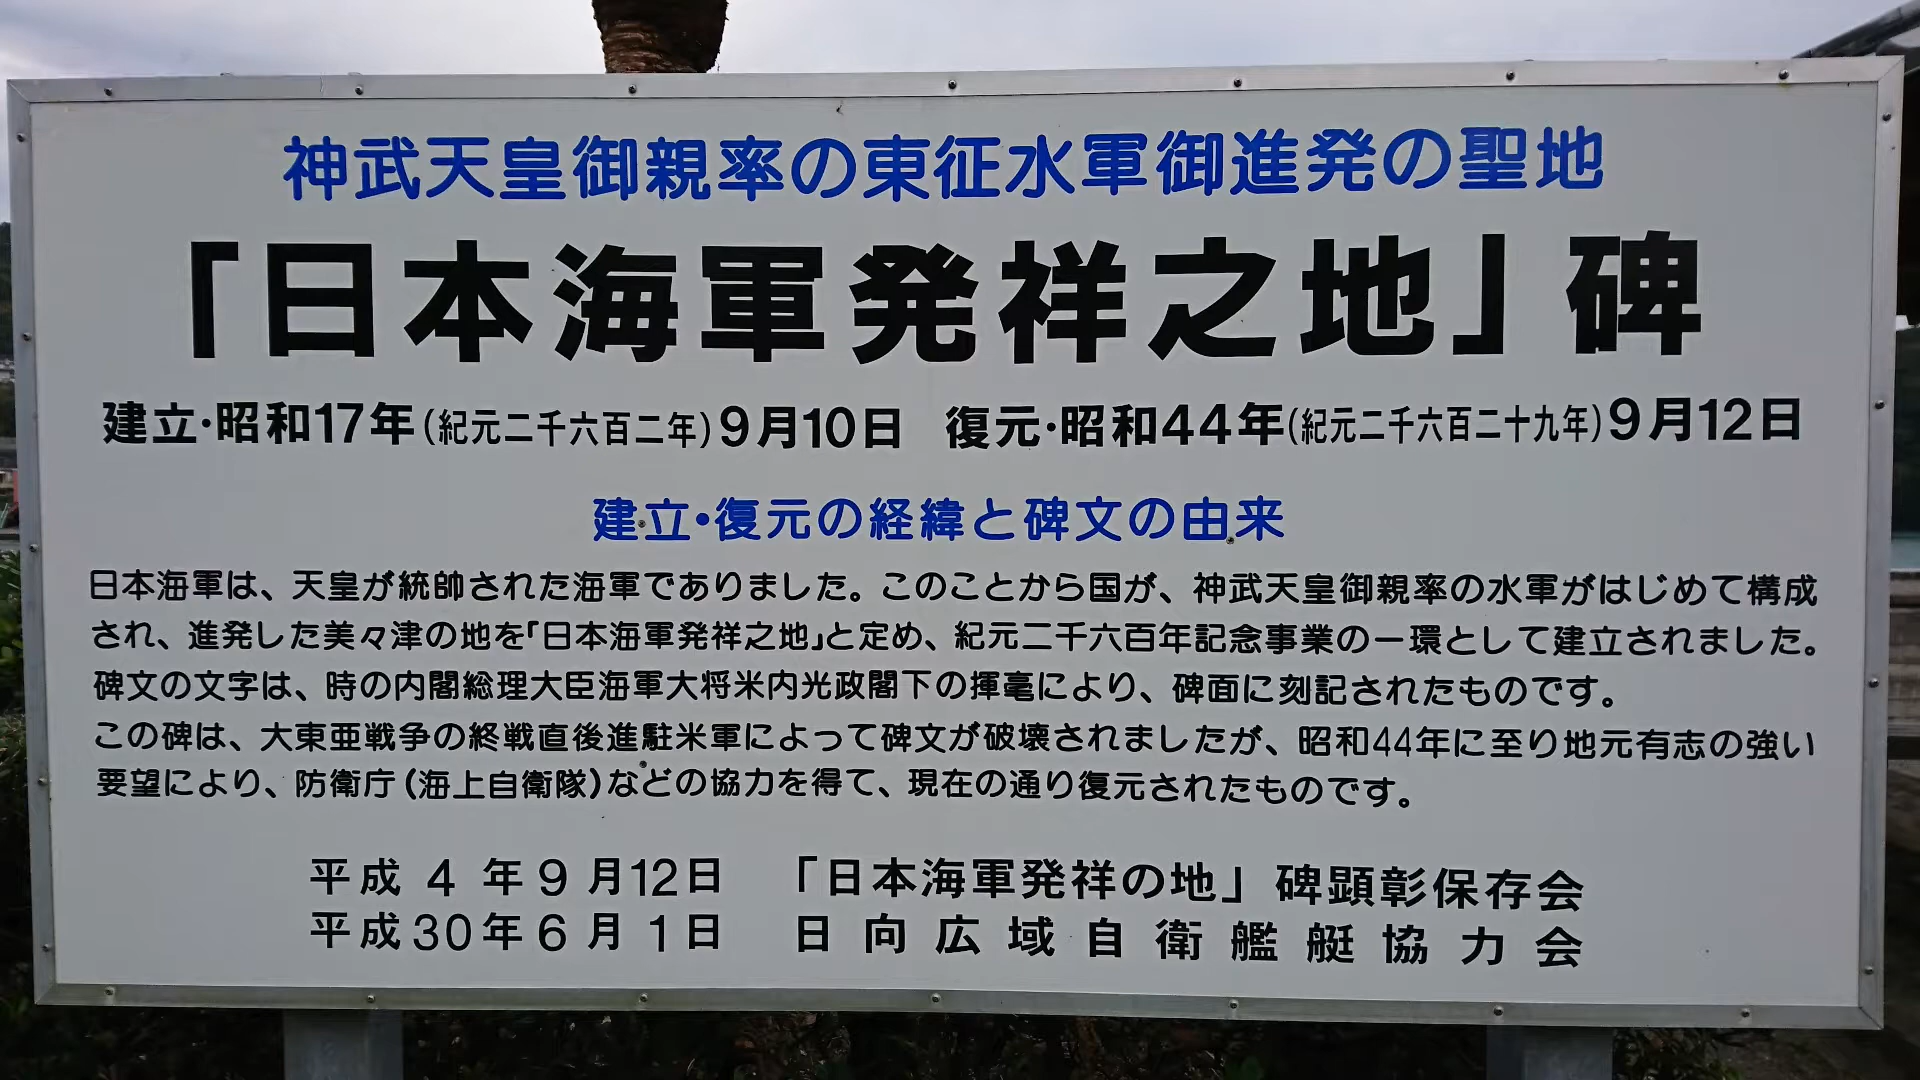 神武天皇御親率の東征水軍御進発の聖地
「日本海軍発祥之地」碑
建立・昭和17年(紀元二千六百二年)9月10日 復元・昭和44年(紀元二千六百二十九年)9月12日
建立・復元の経緯と碑文の由来
日本海軍は、天皇が統帥された海軍でありました。このことから国が、神武天皇御親率の水軍がはじめて構成
され、進発した美々津の地を「日本海軍発祥之地」と定め、紀元二千六百年記念事業の一環として建立されました。
碑文の文字は、時の内閣総理大臣海軍大将米内光政閣下の揮毫により、碑面に刻記されたものです。
この碑は、大東亜戦争の終戦直後進駐米軍によって碑文が破壊されましたが、昭和44年に至り地元有志の強い
要望により、防衛庁(海上自衛隊)などの協力を得て、現在の通り復元されたものです。
平成4年9月12日 「日本海軍発祥の地」碑顕彰保存会
平成30年6月1日 日向広域自衛艦艇協力会